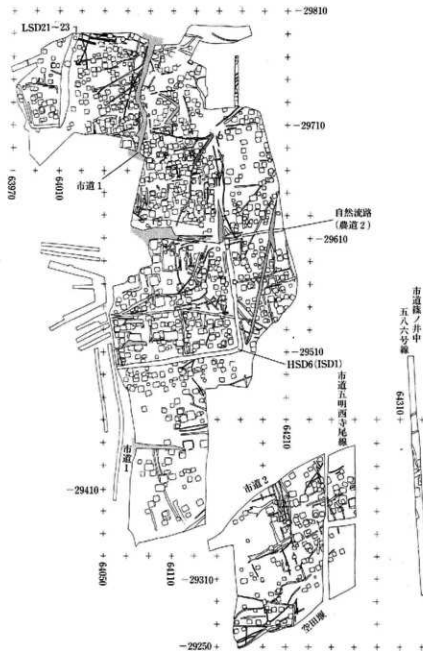 LSD21~23
-29810
-29710
63970
64010
市道1
自然流路
(農道2)
-29610
市道篠ノ井中
五八六号線
-29510
64310
HSD6(ISD1)
市道五明西寺尾線
64210
市道1
-29410
市道2
64050
64110
-29310
空田堰
-29250